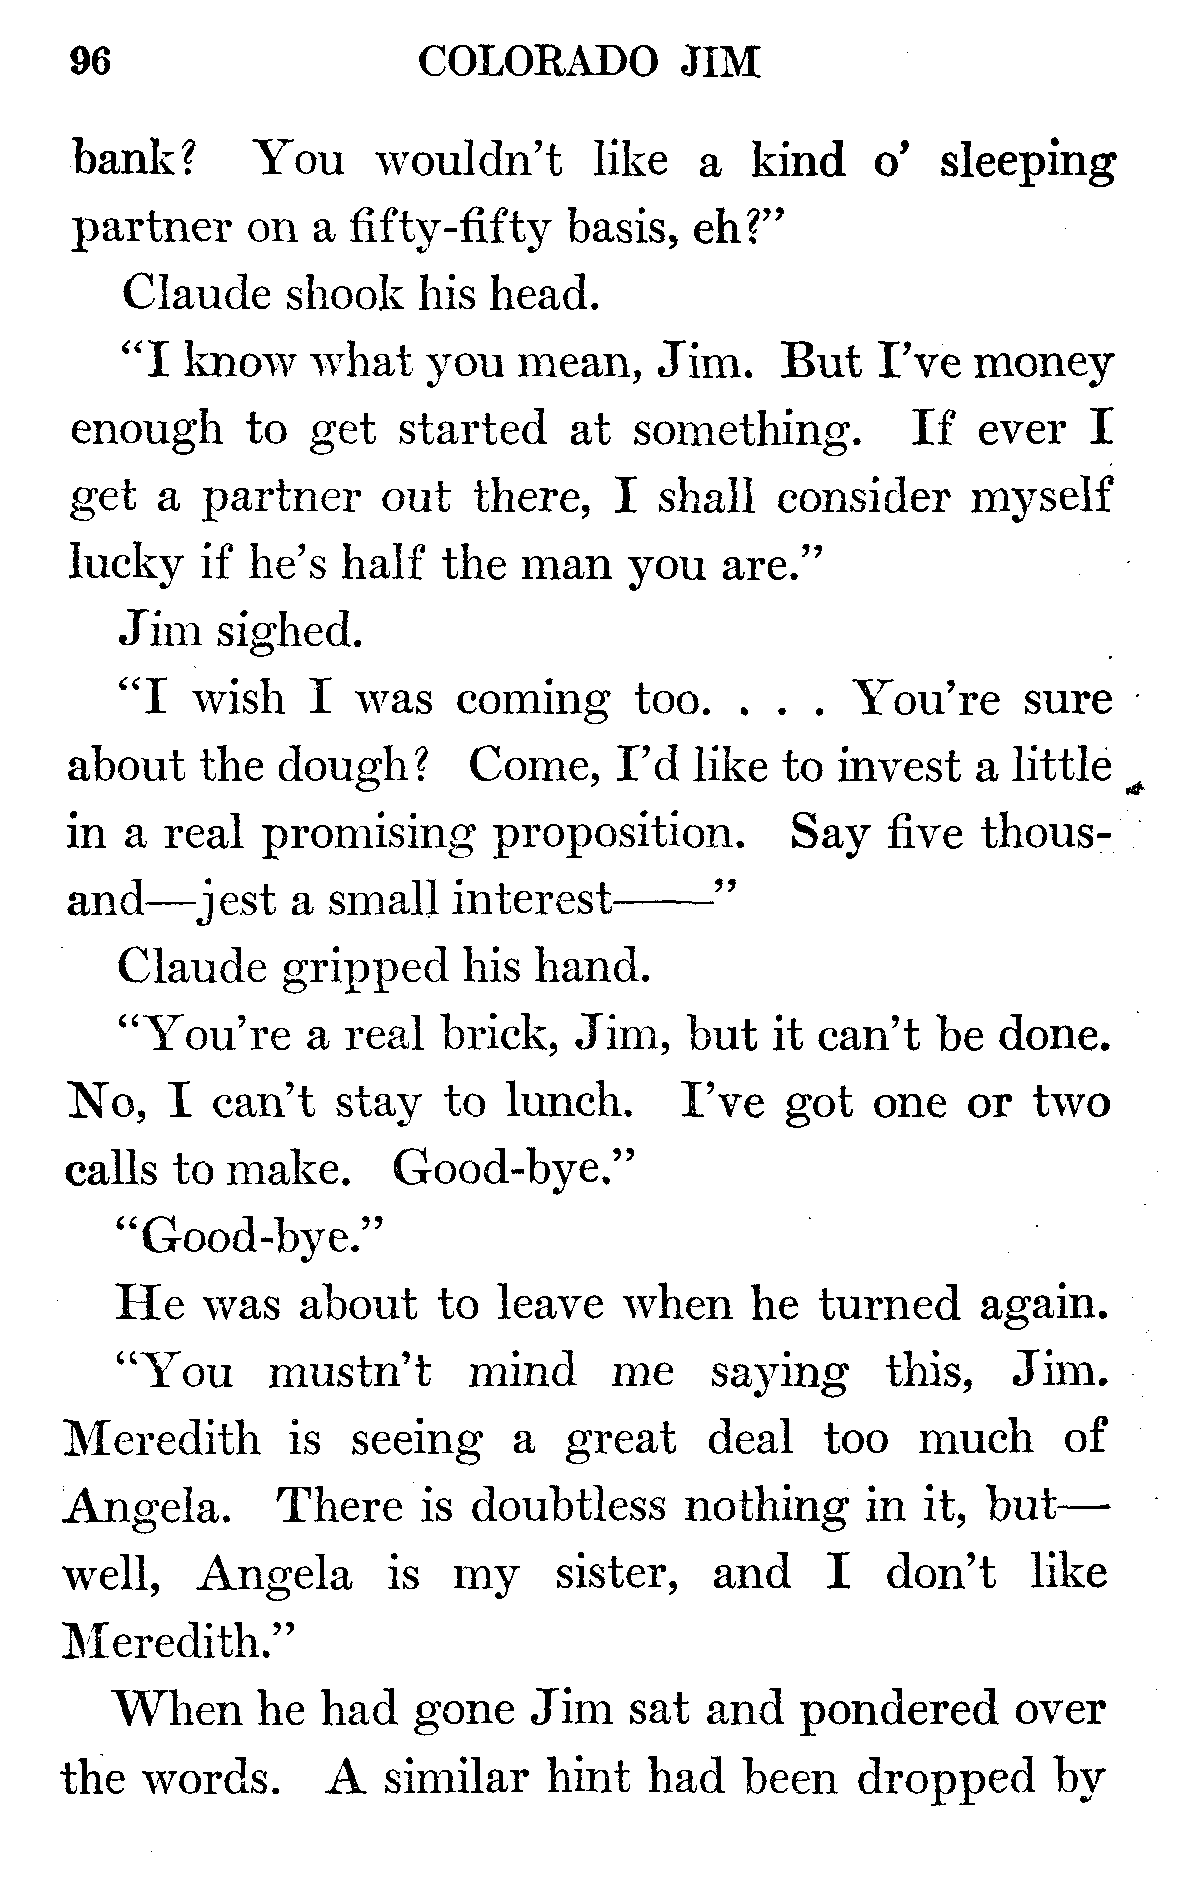 96 COLORADO JIM
bank? You wouldn't like a kind o' sleeping
partner on a fifty-fifty basis, eh?"
Claude shook his head.
"I know what you mean, Jim. But I've money
enough to get started at something. If ever I
get a partner out there, I shall consider myself
lucky if he's half the man you are."
Jim sighed.
"I wish I was coming too. . . . You're sure
about the dough? Come, I'd like to invest a little
in a real promising proposition. Say five thous-
and—jest a small interest——"
Claude gripped his hand.
"You're a real brick, Jim, but it can't be done.
No, I can't stay to lunch. I've got one or two
calls to make. Good-bye."
"Good-bye."
He was about to leave when he turned again.
"You mustn't mind me saying this, Jim.
Meredith is seeing a great deal too much of
Angela. There is doubtless nothing in it, but—
well, Angela is my sister, and I don't like
Meredith."
When he had gone Jim sat and pondered over
the words. A similar hint had been dropped by